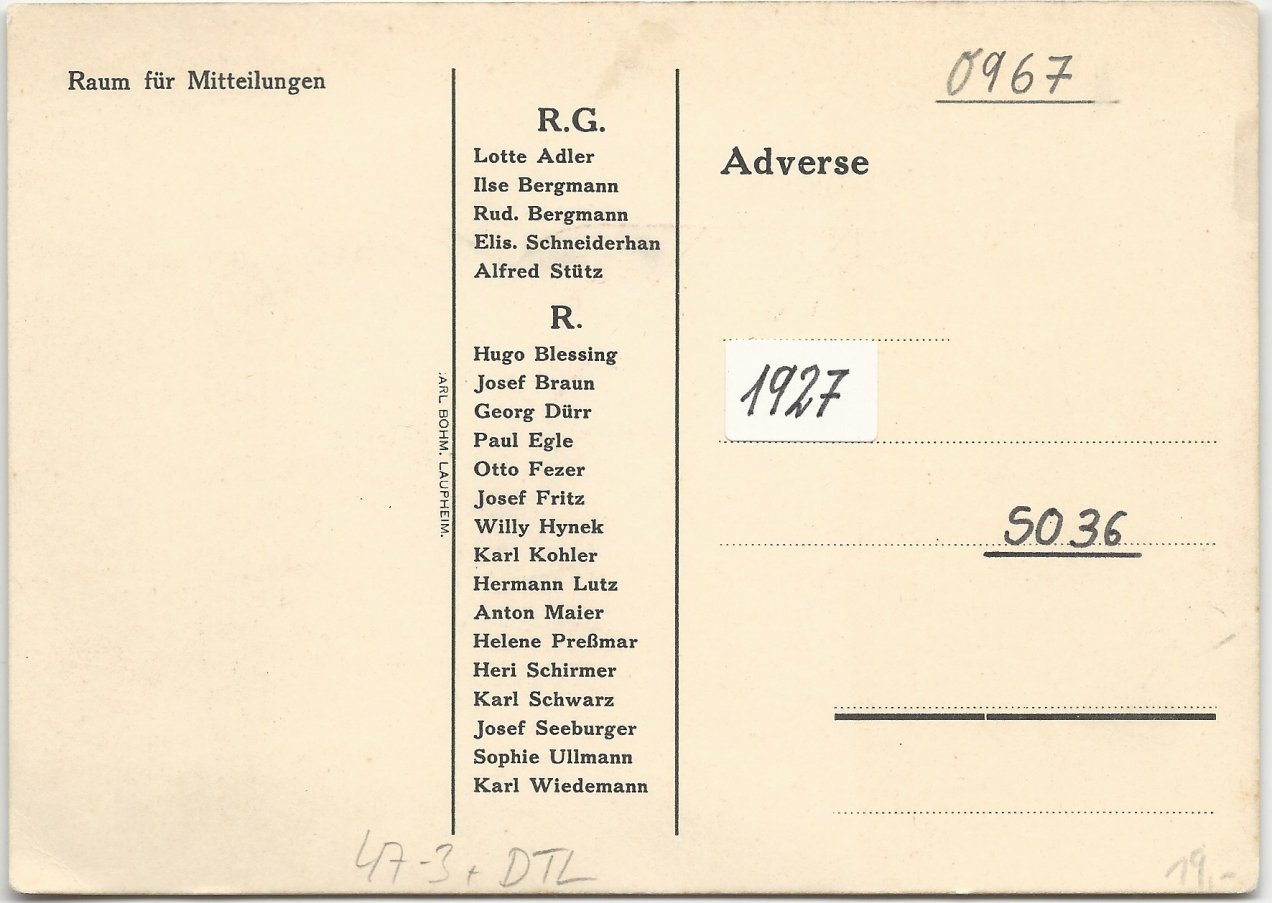 Raum für Mitteilungen
R.G.
Lotte Adler
Ilse Bergmann
Rud. Bergmann
Elis. Schneiderhan
Alfred Stütz
R.
Hugo Blessing
Josef Braun
Georg Dürr
Paul Egle
Otto Fezer
Josef Fritz
Willy Hynek
Karl Kohler
Hermann Lutz
Anton Maier
Helene Preßmar
Heri Schirmer
Karl Schwarz
Josef Seeburger
Sophie Ullmann
Karl Wiedemann
ARL BÖHM. LAUPHEIM.
0967
Adverse
1927
SO 36
47-3 + DTL
19,-